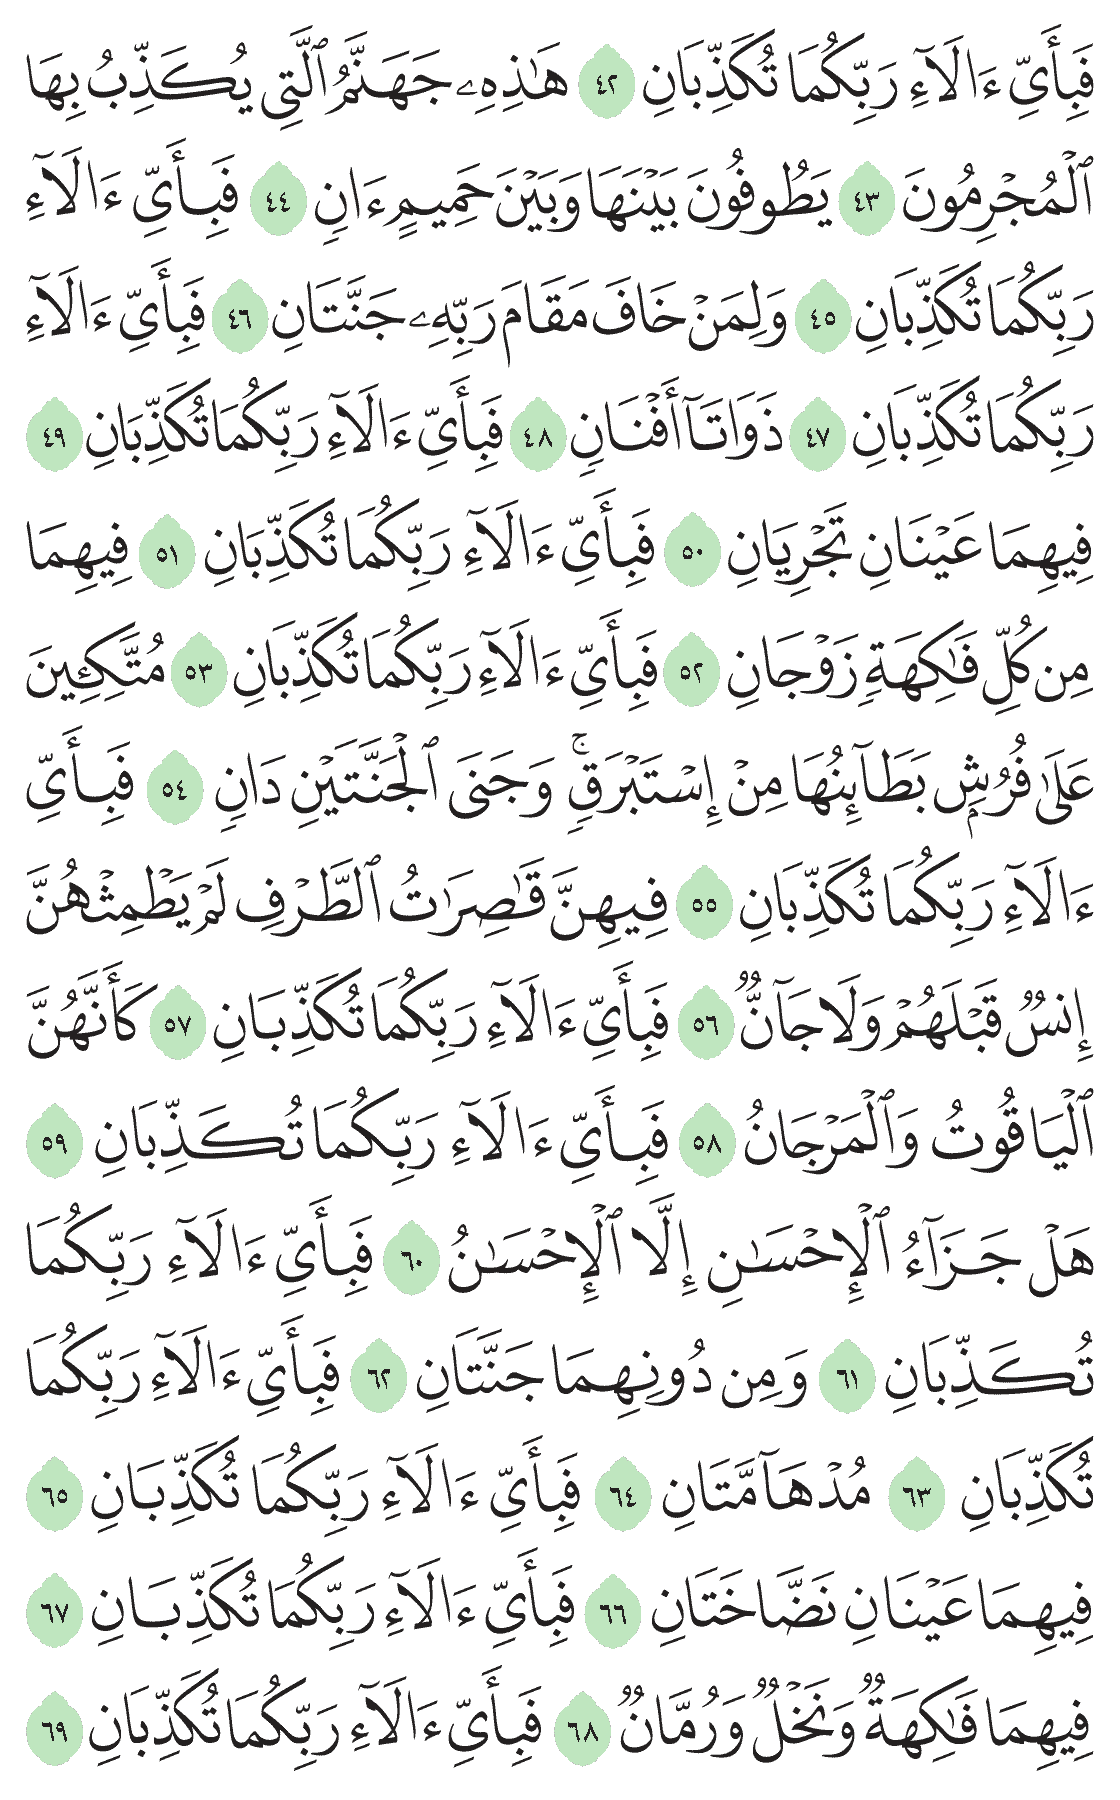 فَبِأَيِّ ءَالَآءِ رَبِّكُمَا تُكَذِّبَانِ ٤٢ هَٰذِهِۦ جَهَنَّمُ ٱلَّتِي يُكَذِّبُ بِهَا
ٱلۡمُجۡرِمُونَ ٤٣ يَطُوفُونَ بَيۡنَهَا وَبَيۡنَ حَمِيمٍ ءَانٖ ٤٤ فَبِأَيِّ ءَالَآءِ
رَبِّكُمَا تُكَذِّبَانِ ٤٥ وَلِمَنۡ خَافَ مَقَامَ رَبِّهِۦ جَنَّتَانِ ٤٦ فَبِأَيِّ ءَالَآءِ
رَبِّكُمَا تُكَذِّبَانِ ٤٧ ذَوَاتَآ أَفۡنَانٖ ٤٨ فَبِأَيِّ ءَالَآءِ رَبِّكُمَا تُكَذِّبَانِ ٤٩
فِيهِمَا عَيۡنَانِ تَجۡرِيَانِ ٥٠ فَبِأَيِّ ءَالَآءِ رَبِّكُمَا تُكَذِّبَانِ ٥١ فِيهِمَا
مِن كُلِّ فَٰكِهَةٖ زَوۡجَانِ ٥٢ فَبِأَيِّ ءَالَآءِ رَبِّكُمَا تُكَذِّبَانِ ٥٣ مُتَّكِـِٔينَ
عَلَىٰ فُرُشِۭ بَطَآئِنُهَا مِنۡ إِسۡتَبۡرَقٖۚ وَجَنَى ٱلۡجَنَّتَيۡنِ دَانٖ ٥٤ فَبِأَيِّ
ءَالَآءِ رَبِّكُمَا تُكَذِّبَانِ ٥٥ فِيهِنَّ قَٰصِرَٰتُ ٱلطَّرۡفِ لَمۡ يَطۡمِثۡهُنَّ
إِنسٞ قَبۡلَهُمۡ وَلَا جَآنّٞ ٥٦ فَبِأَيِّ ءَالَآءِ رَبِّكُمَا تُكَذِّبَانِ ٥٧ كَأَنَّهُنَّ
ٱلۡيَاقُوتُ وَٱلۡمَرۡجَانُ ٥٨ فَبِأَيِّ ءَالَآءِ رَبِّكُمَا تُكَذِّبَانِ ٥٩
هَلۡ جَزَآءُ ٱلۡإِحۡسَٰنِ إِلَّا ٱلۡإِحۡسَٰنُ ٦٠ فَبِأَيِّ ءَالَآءِ رَبِّكُمَا
تُكَذِّبَانِ ٦١ وَمِن دُونِهِمَا جَنَّتَانِ ٦٢ فَبِأَيِّ ءَالَآءِ رَبِّكُمَا
تُكَذِّبَانِ ٦٣ مُدۡهَآمَّتَانِ ٦٤ فَبِأَيِّ ءَالَآءِ رَبِّكُمَا تُكَذِّبَانِ ٦٥
فِيهِمَا عَيۡنَانِ نَضَّاخَتَانِ ٦٦ فَبِأَيِّ ءَالَآءِ رَبِّكُمَا تُكَذِّبَانِ ٦٧
فِيهِمَا فَٰكِهَةٞ وَنَخۡلٞ وَرُمَّانٞ ٦٨ فَبِأَيِّ ءَالَآءِ رَبِّكُمَا تُكَذِّبَانِ ٦٩